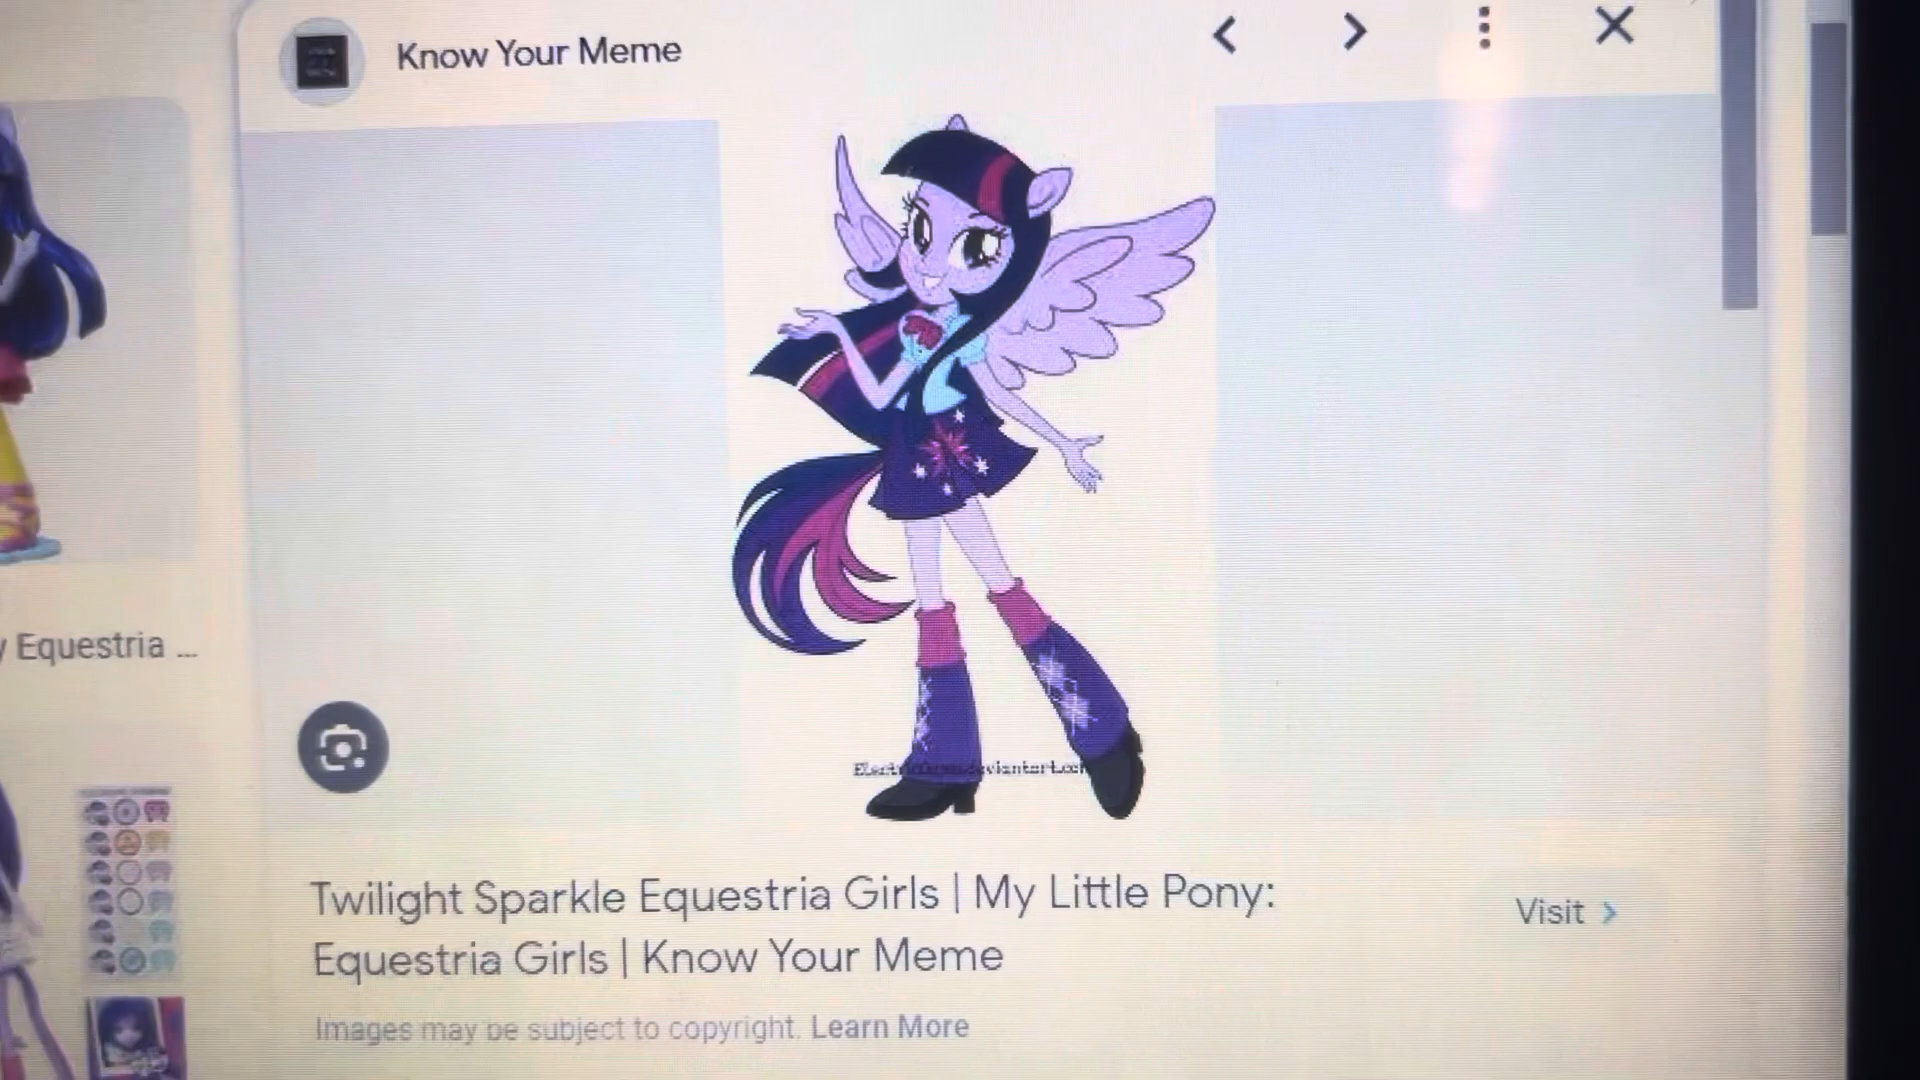 Know Your Meme
Equestria ...
Twilight Sparkle Equestria Girls | My Little Pony:
Equestria Girls | Know Your Meme
Visit >
Images may be subject to copyright. Learn More